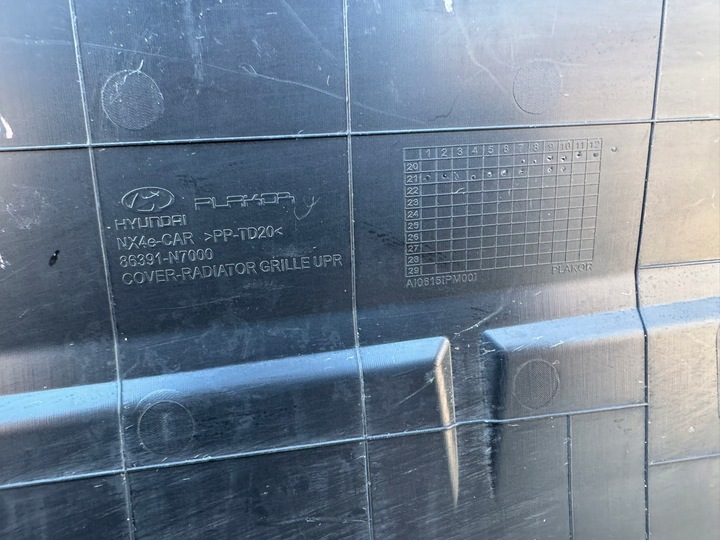 HYUNDAI PLAKOR
NX4e-CAR >PP-TD20<
86391-N7000
COVER-RADIATOR GRILLE UPR
1 2 3 4 5 6 7 8 9 10 11 12
20
21
22
23
24
25
26
27
28
29
AI0615[PM00] PLAKOR